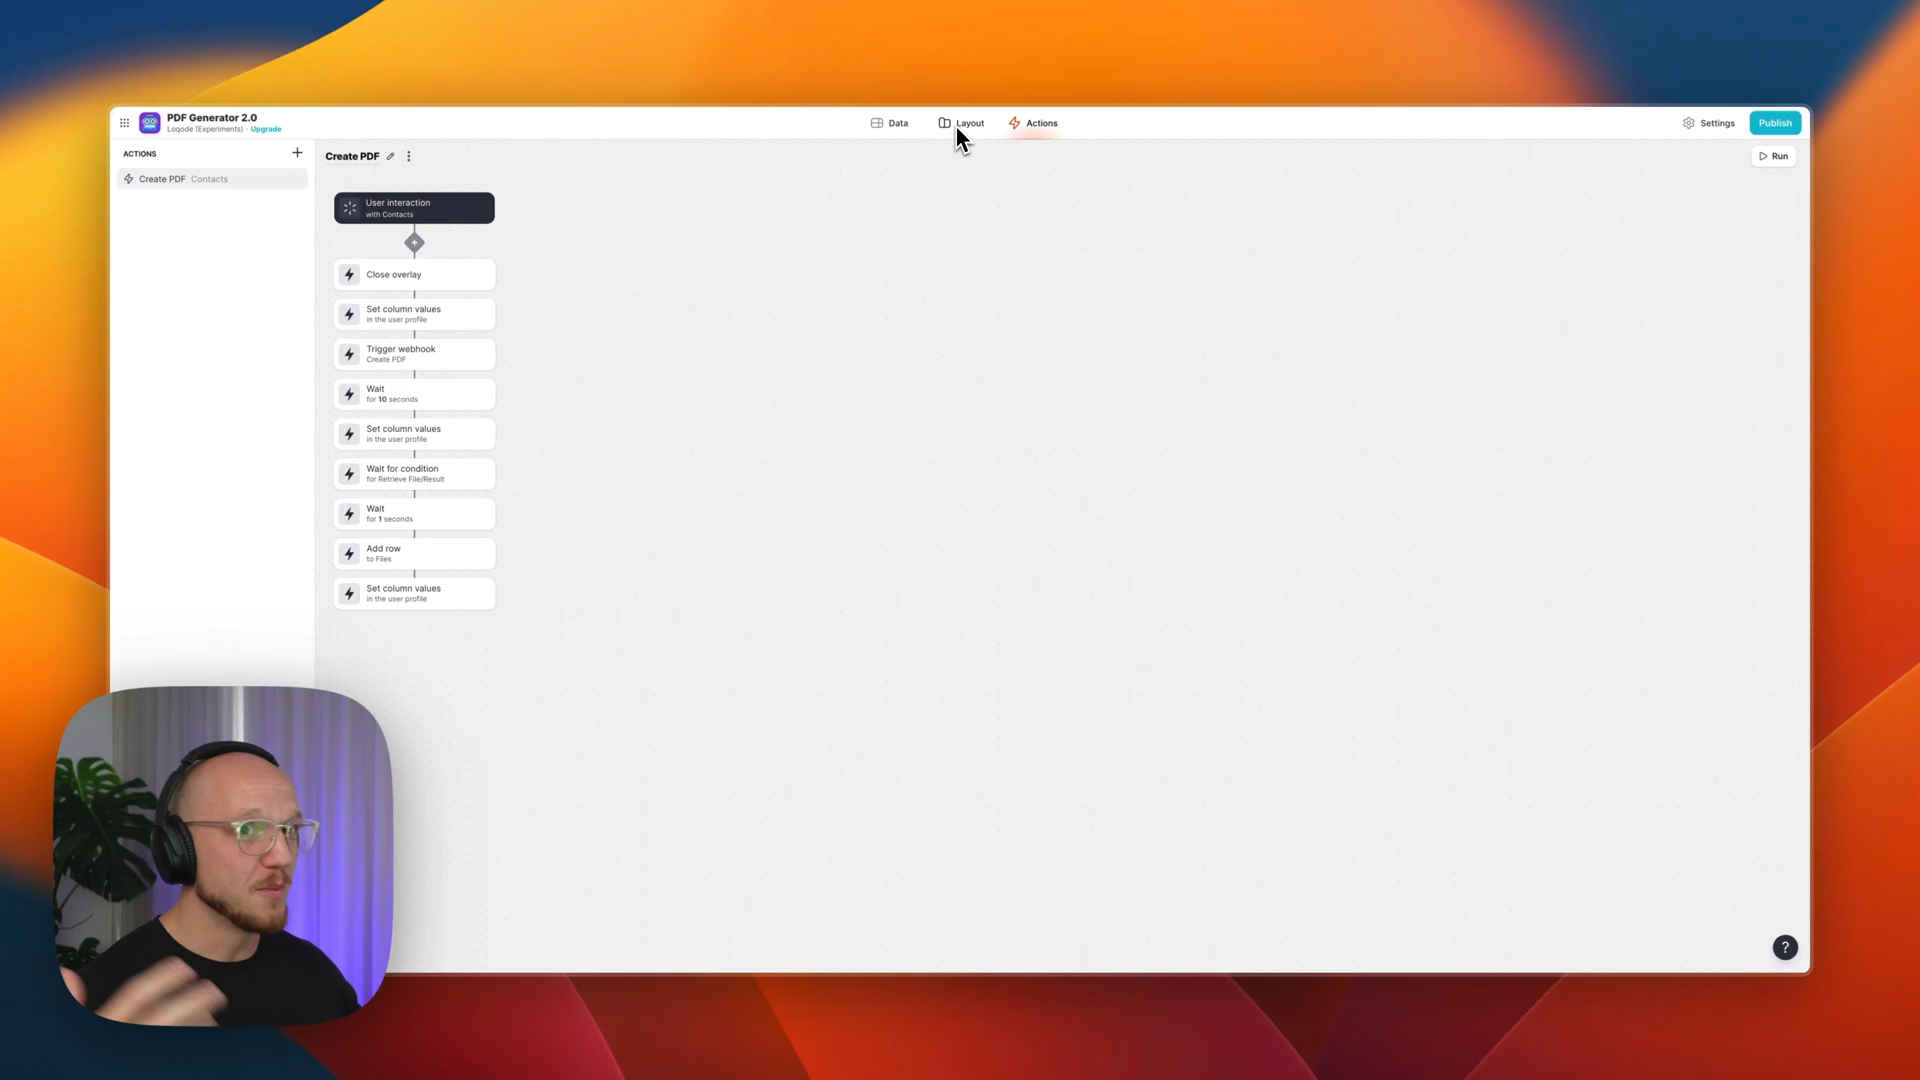 PDF Generator 2.0
Loqode (Experiments) · Upgrade
Data
Layout
Actions
Settings
Publish
ACTIONS
Create PDF Contacts
Create PDF
Run
User interaction
with Contacts
Close overlay
Set column values
in the user profile
Trigger webhook
Create PDF
Wait
for 10 seconds
Set column values
in the user profile
Wait for condition
for Retrieve File/Result
Wait
for 1 seconds
Add row
to Files
Set column values
in the user profile
?